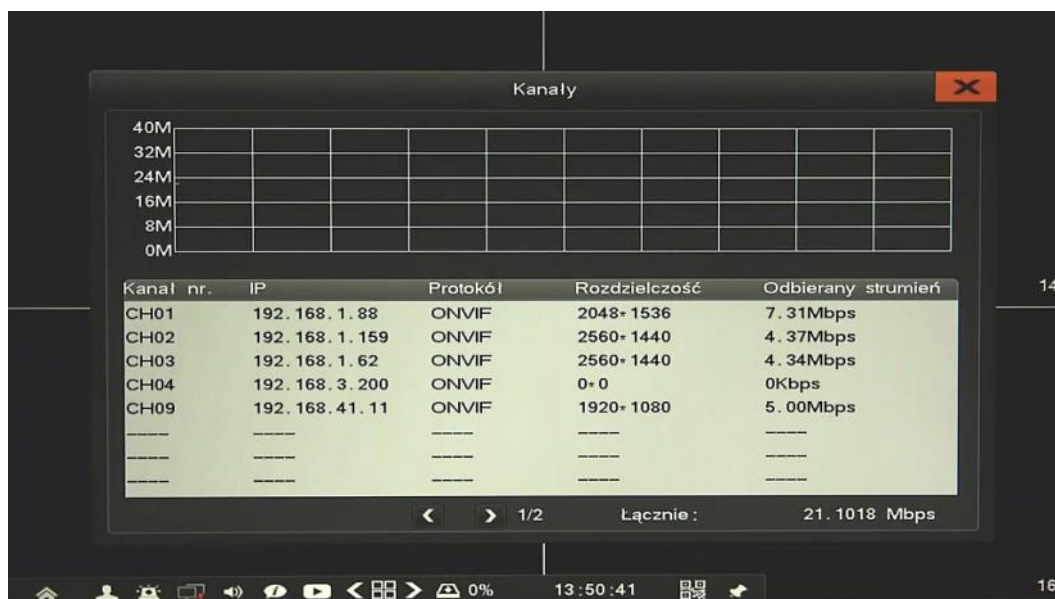 Kanały
40M
32M
24M
16M
8M
0M
Kanał nr. IP Protokół Rozdzielczość Odbierany strumień
CH01 192.168.1.88 ONVIF 2048*1536 7.31Mbps
CH02 192.168.1.159 ONVIF 2560*1440 4.37Mbps
CH03 192.168.1.62 ONVIF 2560*1440 4.34Mbps
CH04 192.168.3.200 ONVIF 0*0 0Kbps
CH09 192.168.41.11 ONVIF 1920*1080 5.00Mbps
---- ---- ---- ---- ----
---- ---- ---- ---- ----
---- ---- ---- ---- ----
1/2 Łącznie: 21.1018 Mbps
14
0% 13:50:41
16